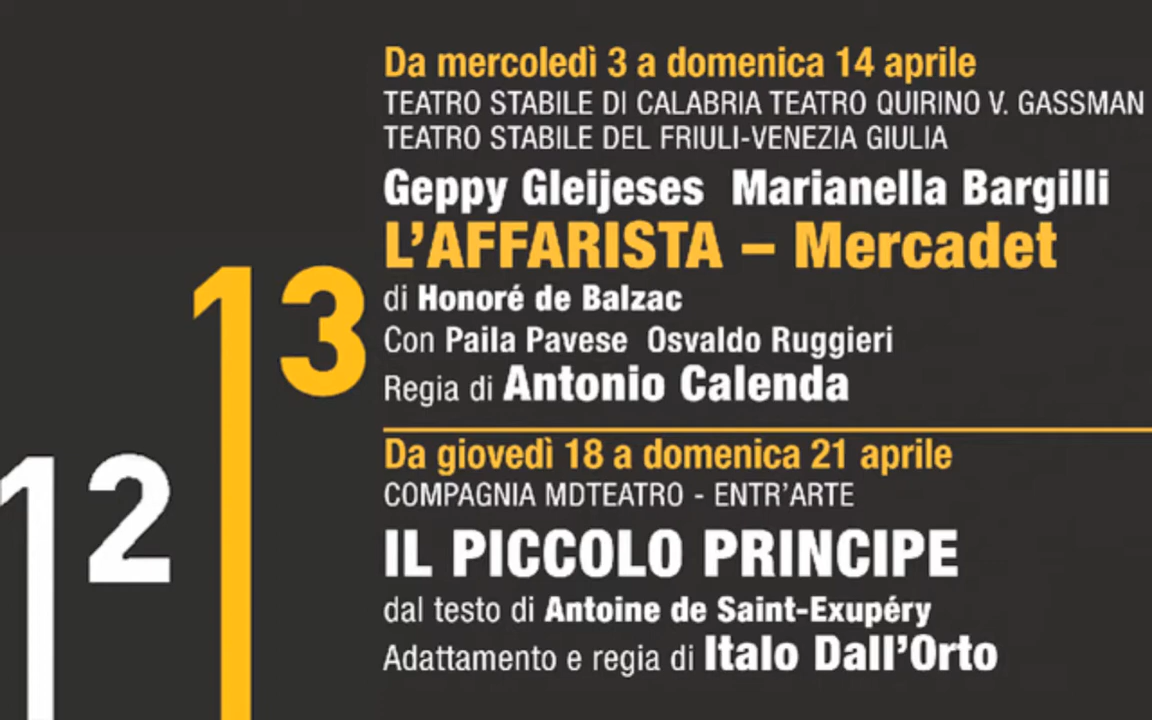 Da mercoledì 3 a domenica 14 aprile
TEATRO STABILE DI CALABRIA TEATRO QUIRINO V. GASSMAN
TEATRO STABILE DEL FRIULI-VENEZIA GIULIA
Geppy Gleijeses Marianella Bargilli
L'AFFARISTA – Mercadet
di Honoré de Balzac
Con Paila Pavese Osvaldo Ruggieri
Regia di Antonio Calenda
13
Da giovedì 18 a domenica 21 aprile
COMPAGNIA MDTEATRO - ENTR'ARTE
IL PICCOLO PRINCIPE
dal testo di Antoine de Saint-Exupéry
Adattamento e regia di Italo Dall'Orto
12